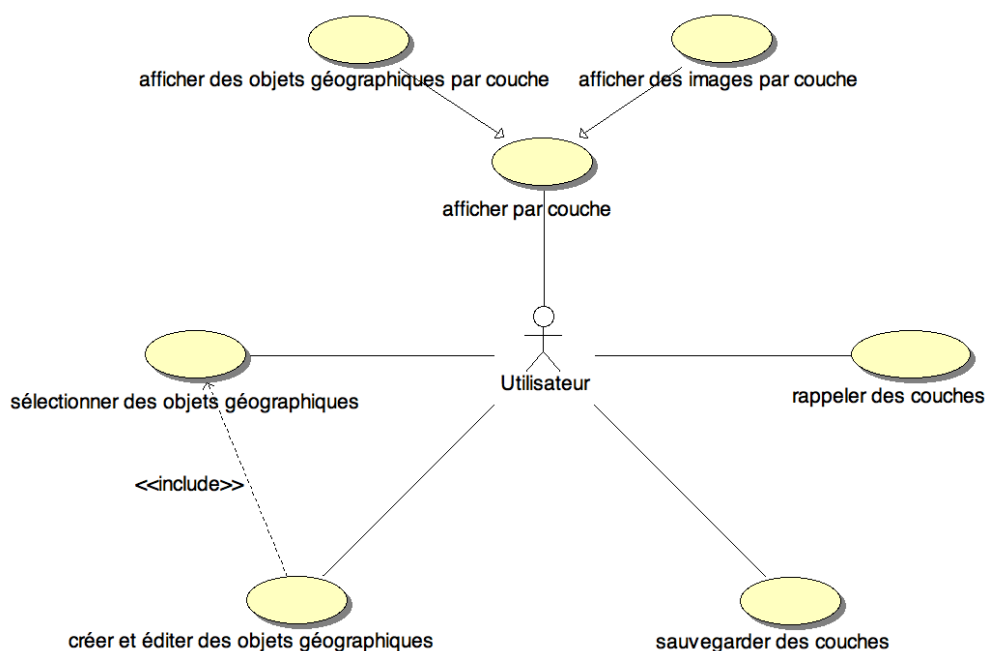 afficher des objets géographiques par couche
afficher des images par couche
afficher par couche
Utilisateur
sélectionner des objets géographiques
rappeler des couches
<<include>>
créer et éditer des objets géographiques
sauvegarder des couches